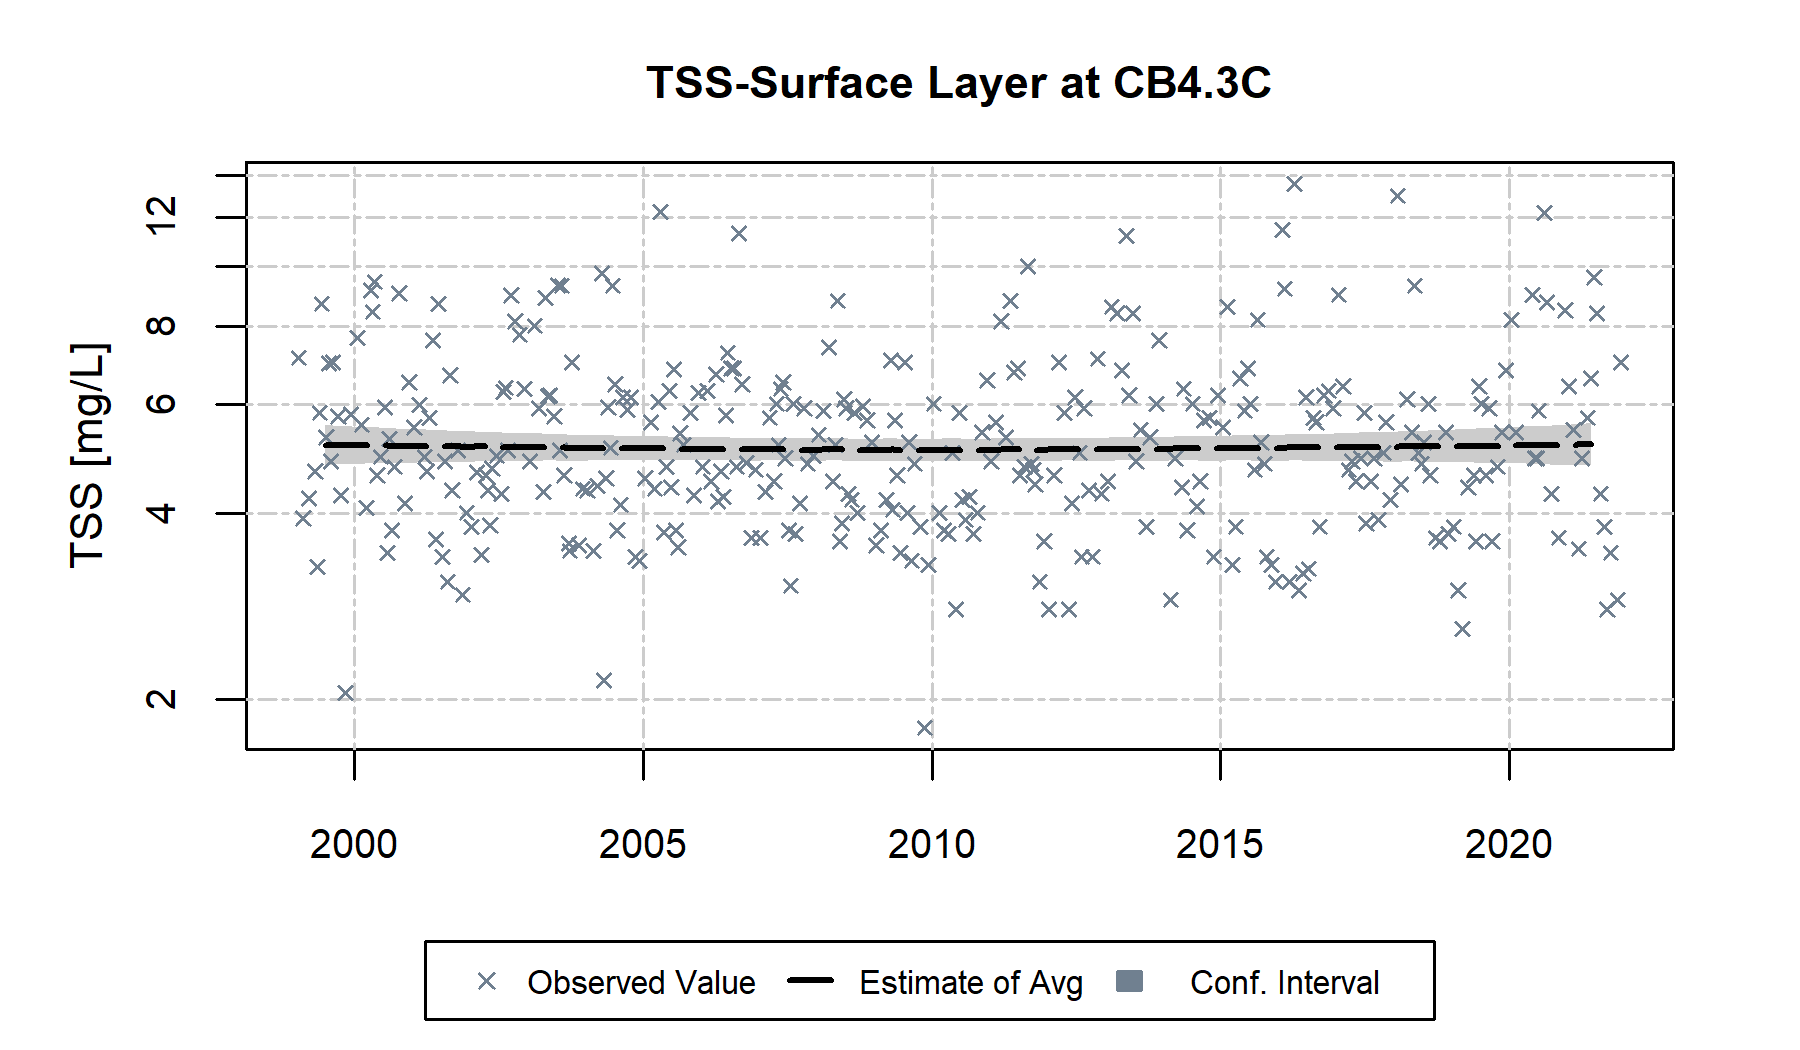 TSS-Surface Layer at CB4.3C
TSS [mg/L]
12
8
6
4
2
2000 2005 2010 2015 2020
Observed Value Estimate of Avg Conf. Interval